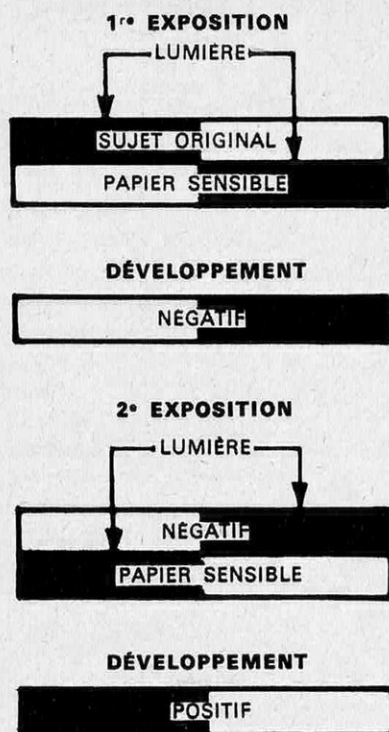 1re EXPOSITION
LUMIÈRE
SUJET ORIGINAL
PAPIER SENSIBLE
DÉVELOPPEMENT
NÉGATIF
2e EXPOSITION
LUMIÈRE
NÉGATIF
PAPIER SENSIBLE
DÉVELOPPEMENT
POSITIF